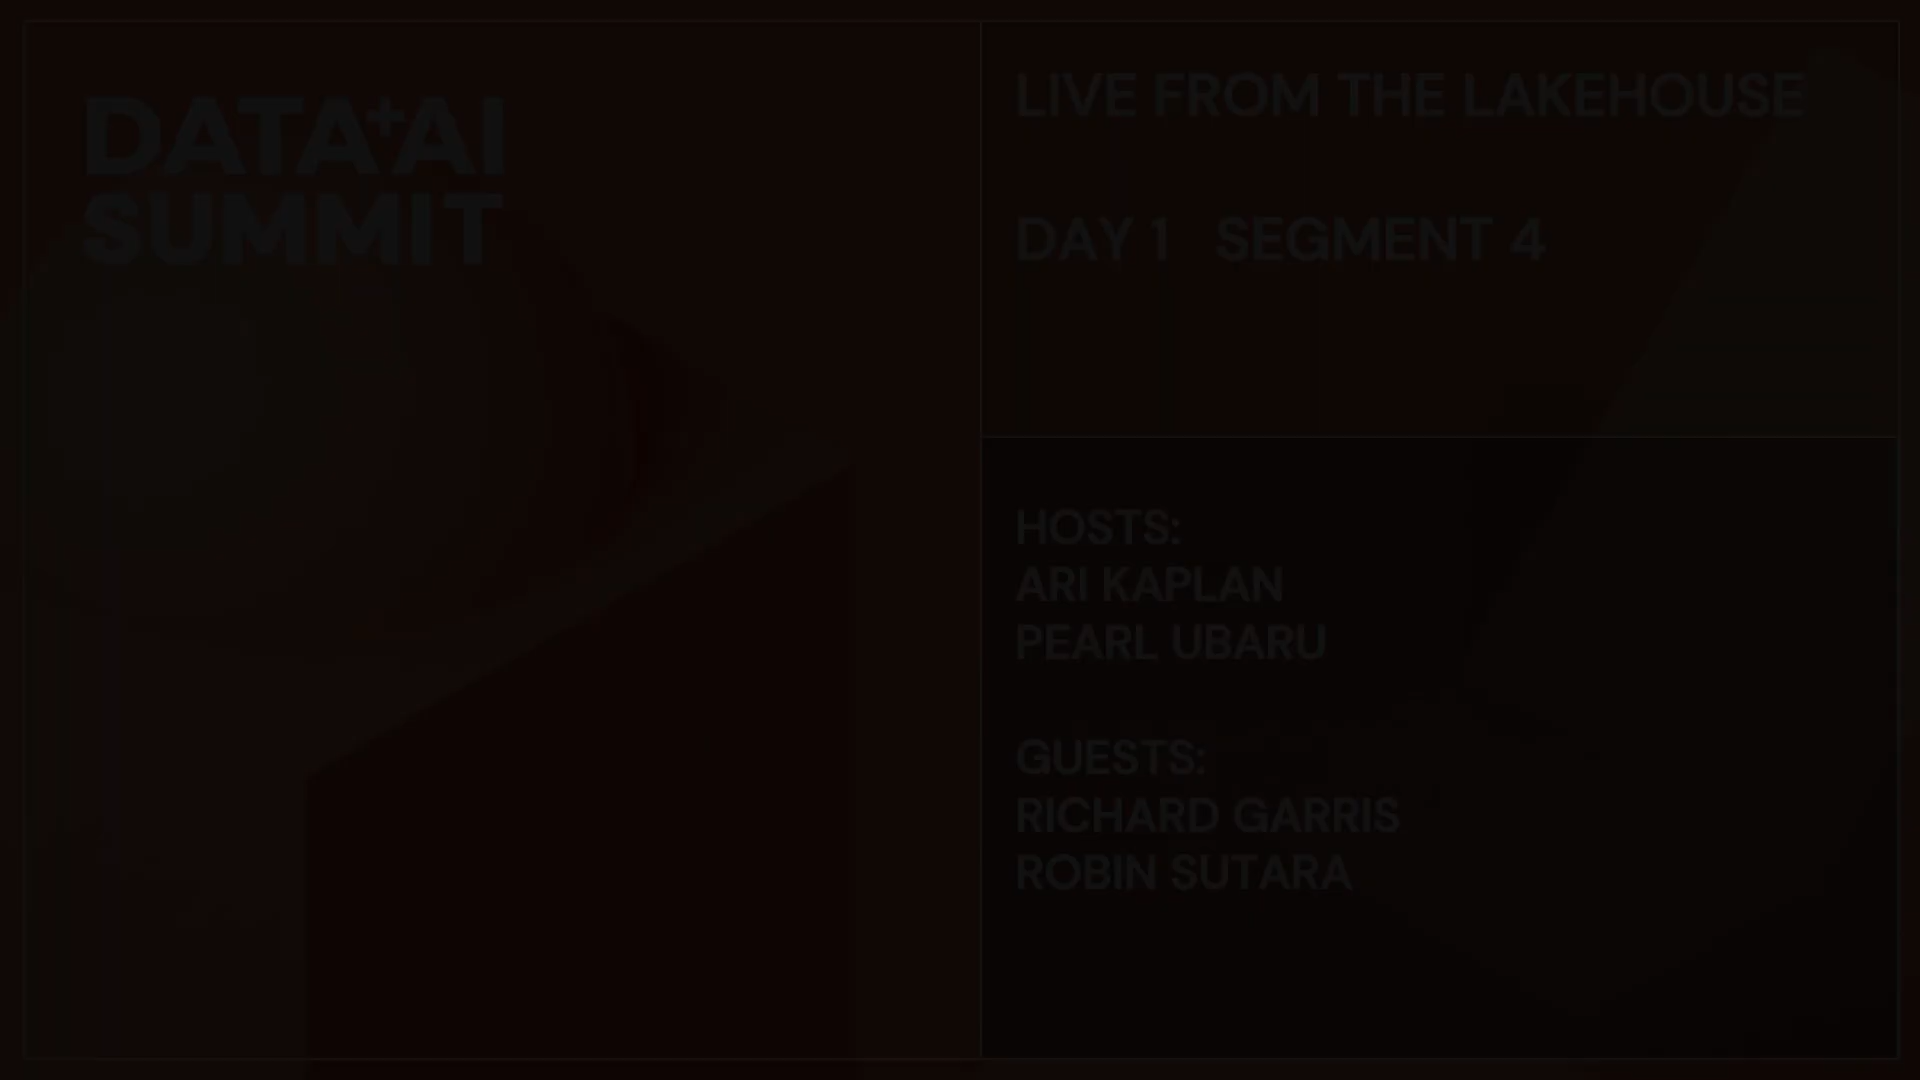 DATA+AI
SUMMIT
LIVE FROM THE LAKEHOUSE
DAY 1 SEGMENT 4
HOSTS:
ARI KAPLAN
PEARL UBARU
GUESTS:
RICHARD GARRIS
ROBIN SUTARA